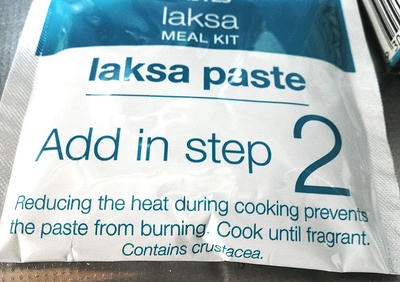 laksa
MEAL KIT
laksa paste
Add in step 2
Reducing the heat during cooking prevents
the paste from burning. Cook until fragrant.
Contains crustacea.